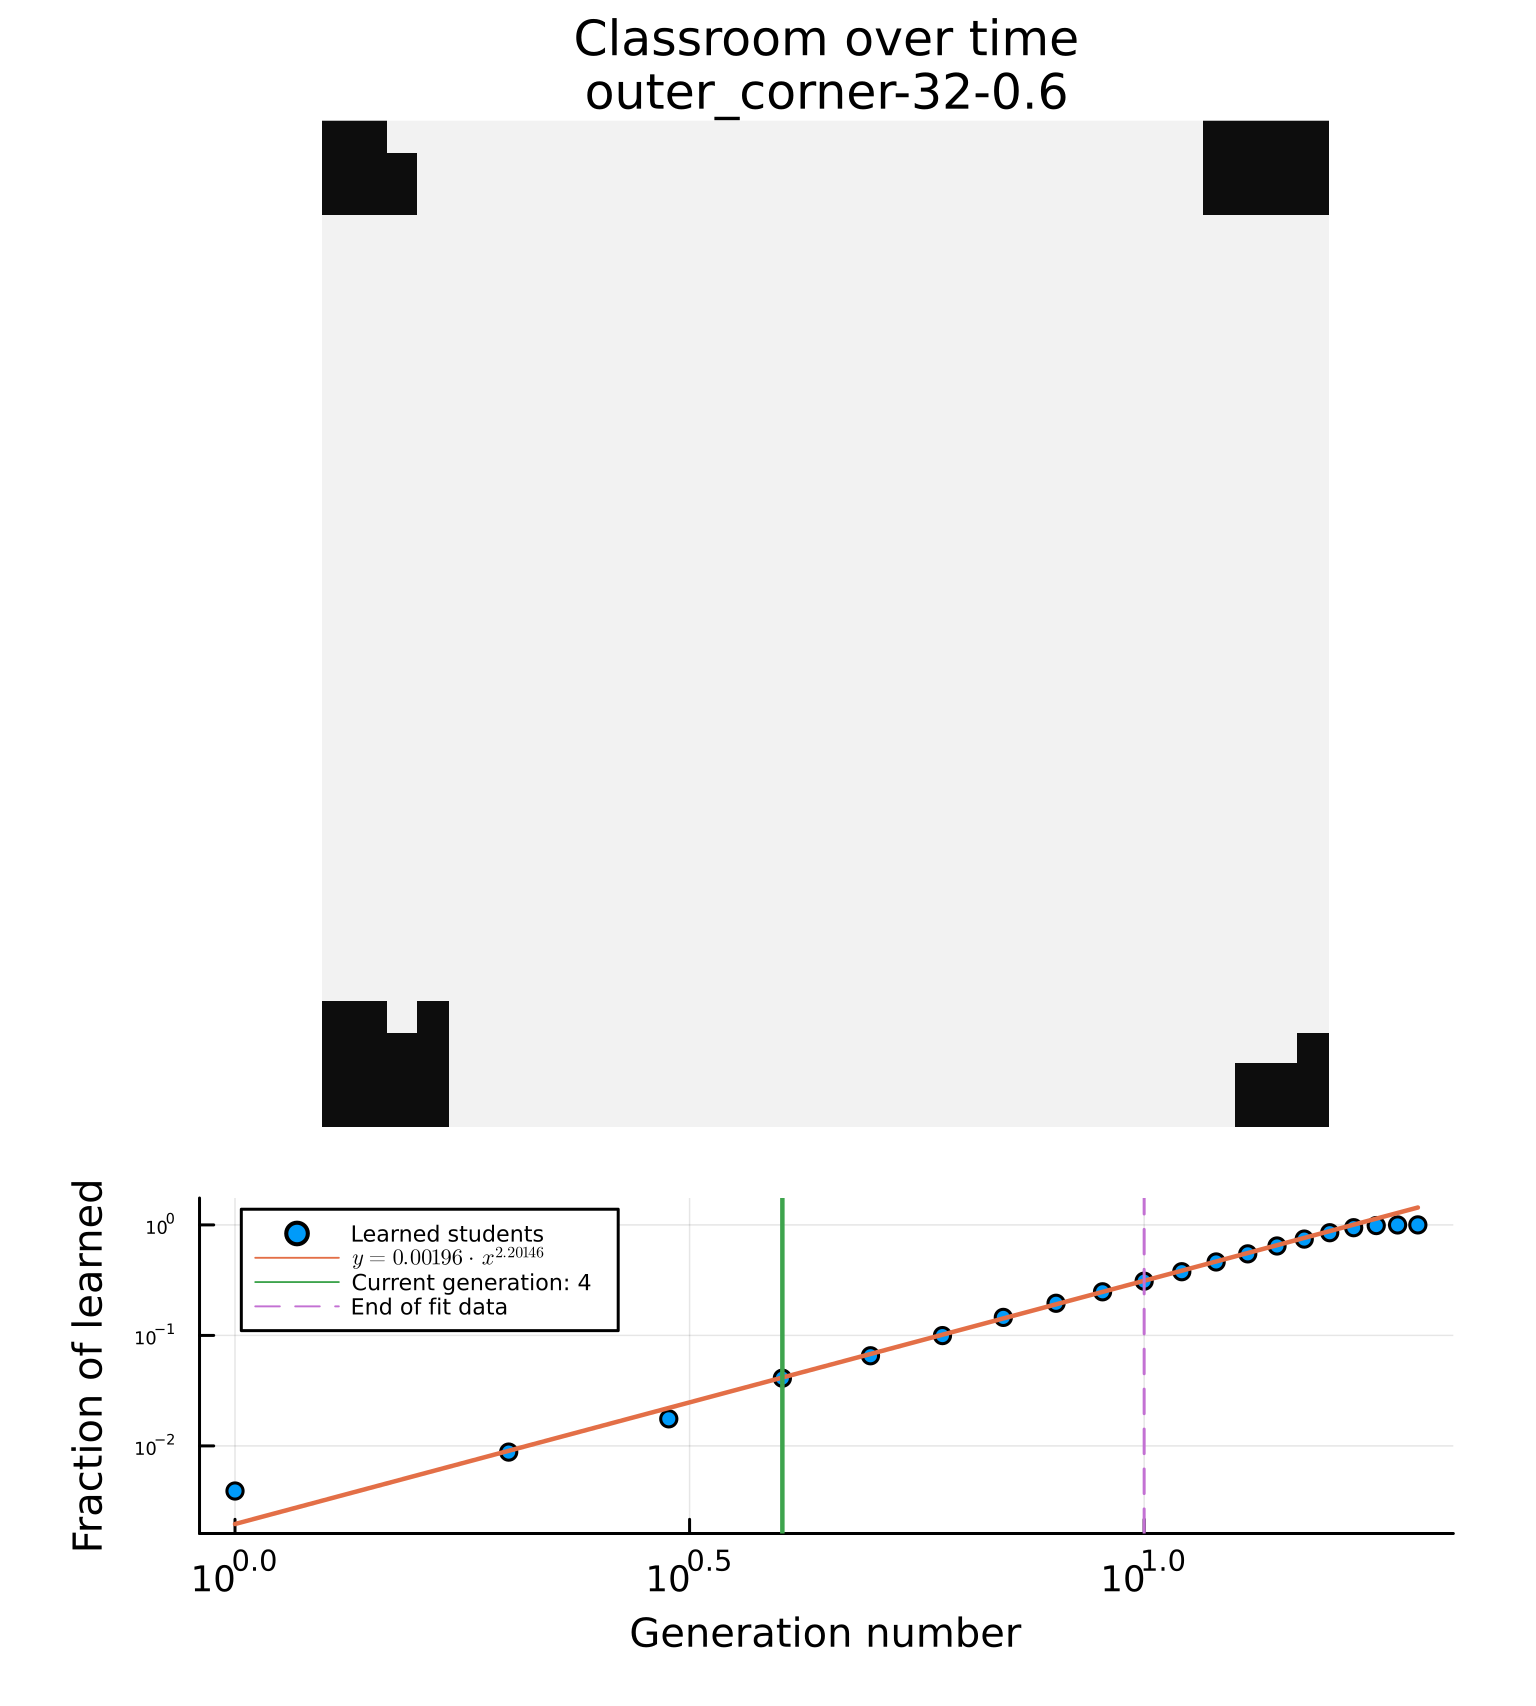 Classroom over time
outer_corner-32-0.6
Fraction of learned
10^0
10^-1
10^-2
Learned students
y = 0.00196 · x^2.20146
Current generation: 4
End of fit data
10^0.0
10^0.5
10^1.0
Generation number